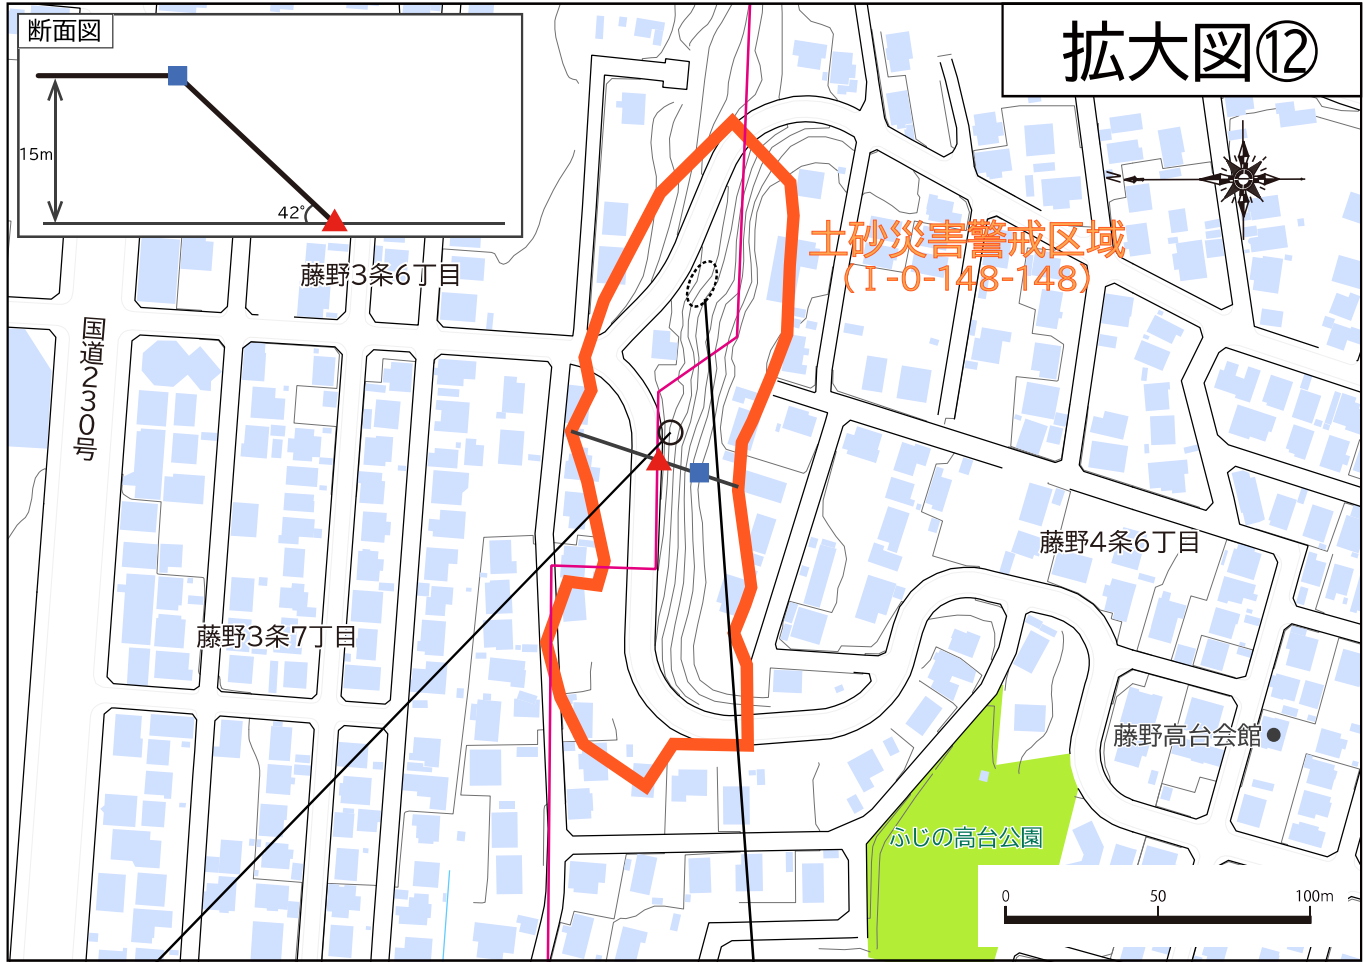 断面図
15m
42°
拡大図⑫
N
土砂災害警戒区域
（Ⅰ-0-148-148）
藤野3条6丁目
国道230号
藤野4条6丁目
藤野3条7丁目
藤野高台会館
ふじの高台公園
0 50 100m